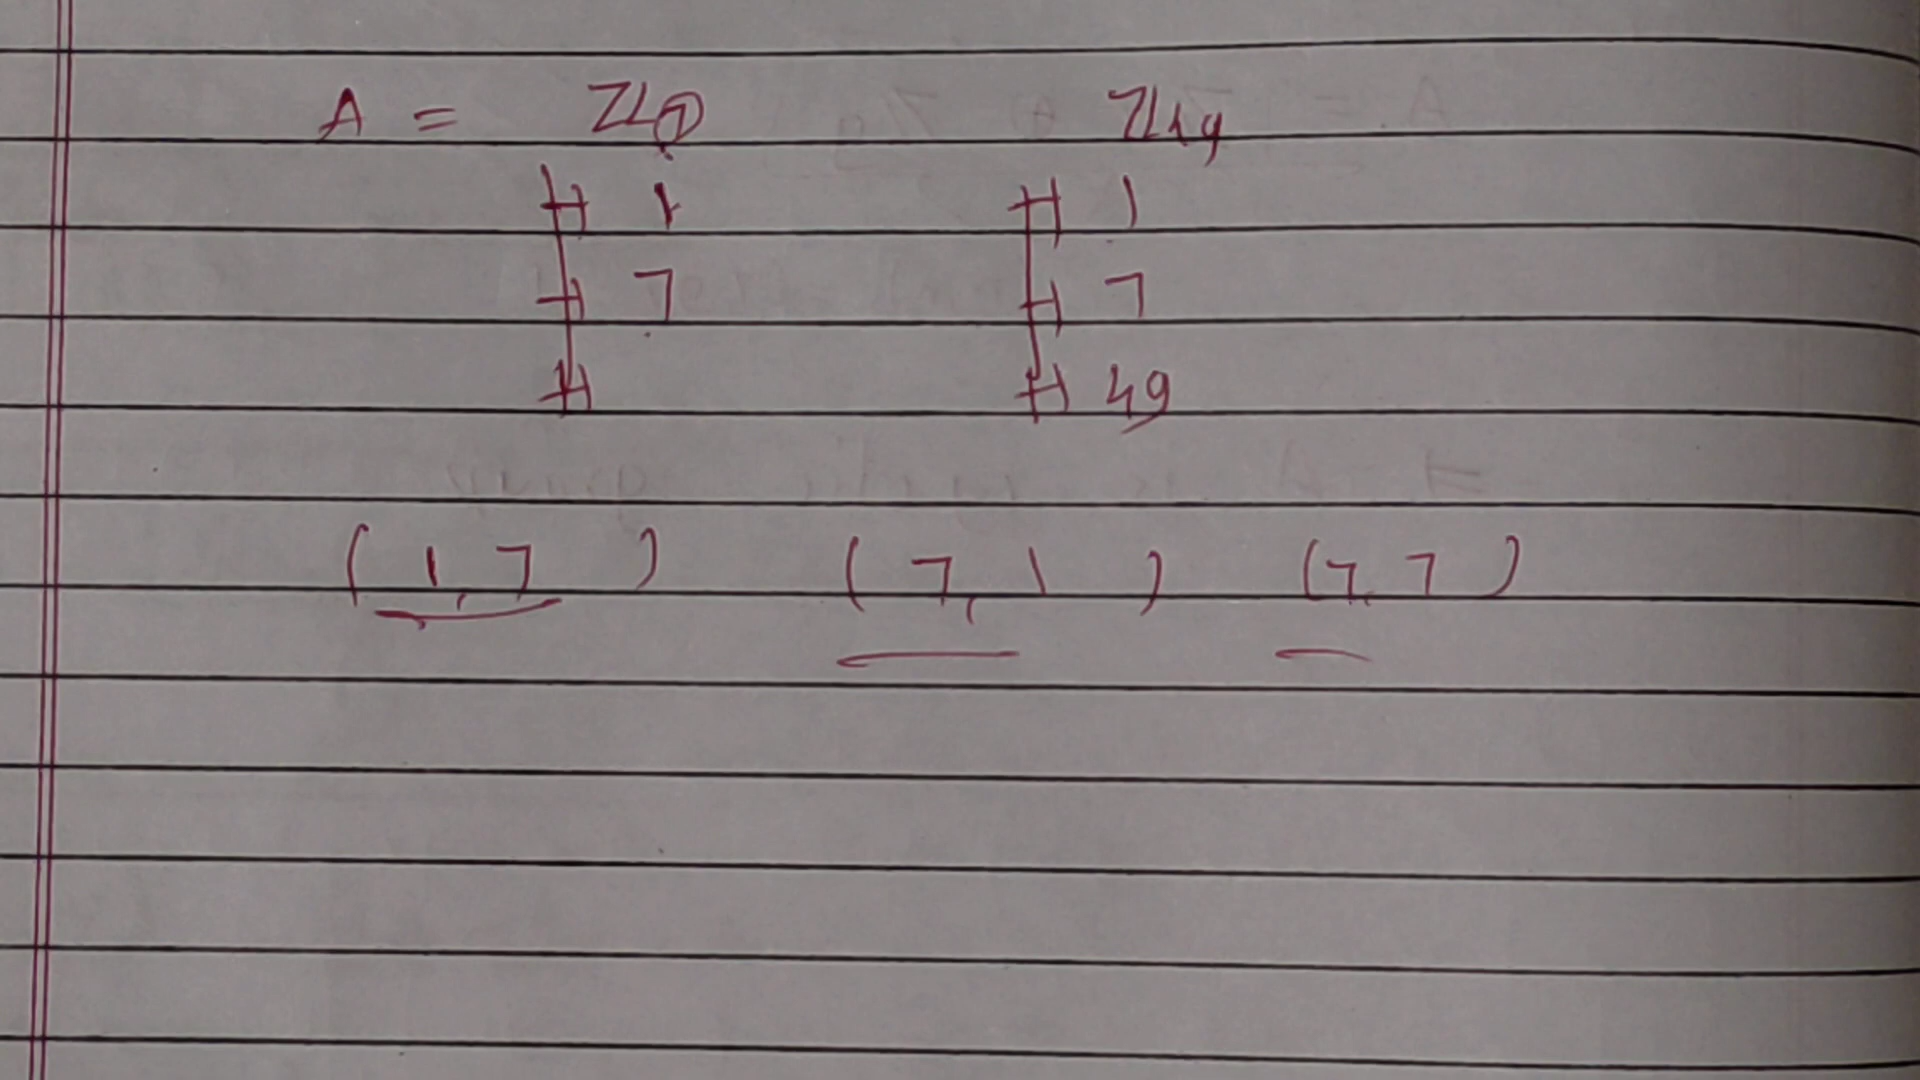 A = ℤ⑦ ℤ49
1 1
7 7
49
( 1, 7 ) ( 7, 1 ) ( 7, 7 )